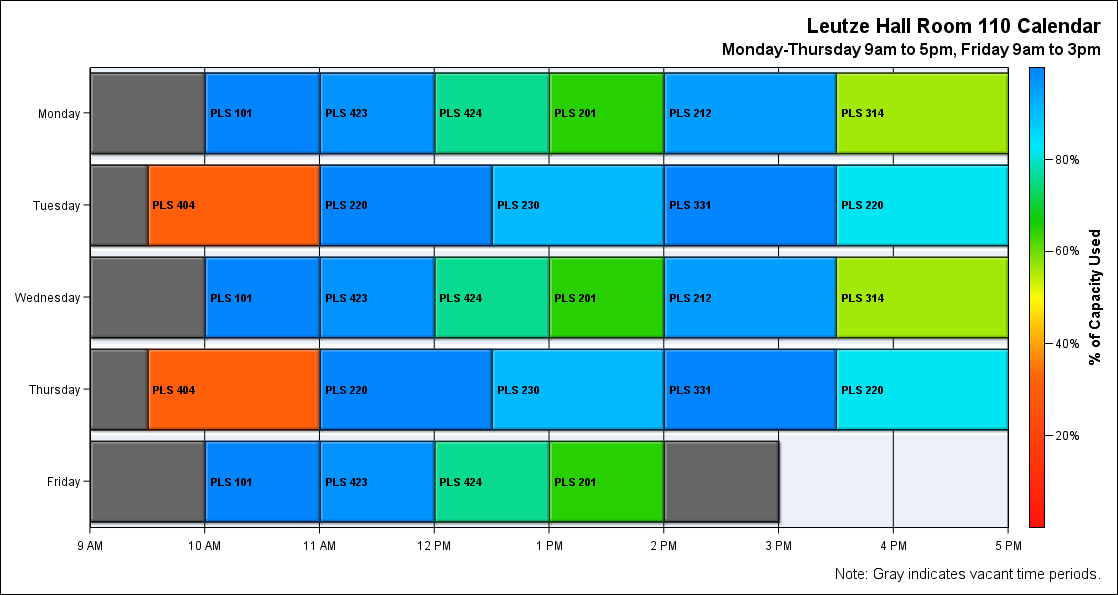 Leutze Hall Room 110 Calendar
Monday-Thursday 9am to 5pm, Friday 9am to 3pm
Monday
PLS 101
PLS 423
PLS 424
PLS 201
PLS 212
PLS 314
Tuesday
PLS 404
PLS 220
PLS 230
PLS 331
PLS 220
Wednesday
PLS 101
PLS 423
PLS 424
PLS 201
PLS 212
PLS 314
Thursday
PLS 404
PLS 220
PLS 230
PLS 331
PLS 220
Friday
PLS 101
PLS 423
PLS 424
PLS 201
9 AM
10 AM
11 AM
12 PM
1 PM
2 PM
3 PM
4 PM
5 PM
80%
60%
40%
20%
% of Capacity Used
Note: Gray indicates vacant time periods.